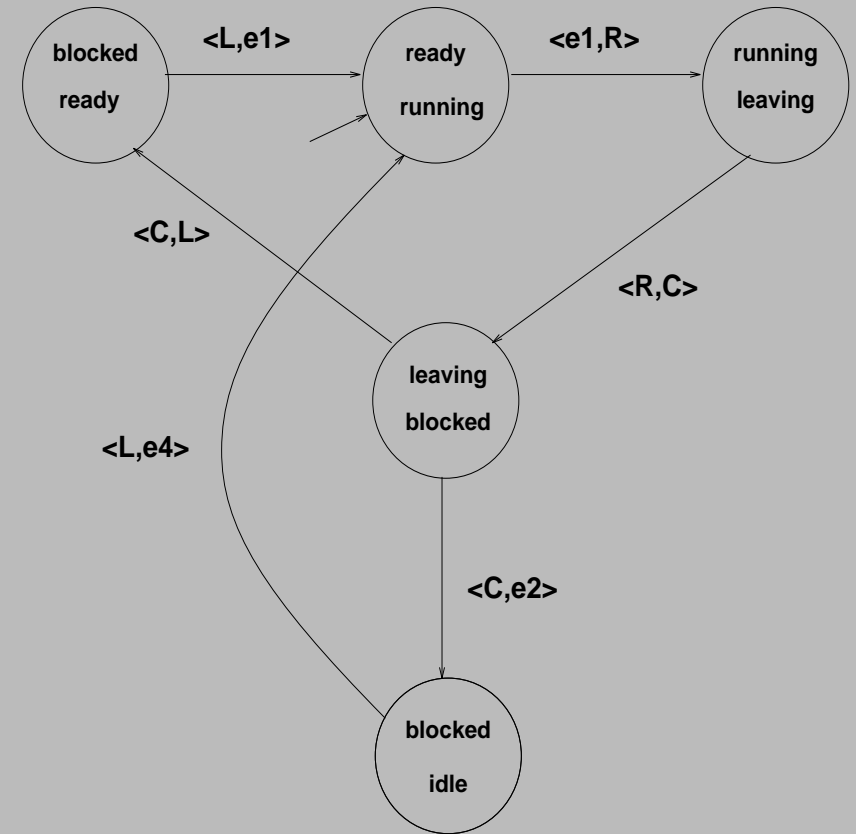 <L,e1>
<e1,R>
blocked
ready
ready
running
running
leaving
<C,L>
<R,C>
leaving
blocked
<L,e4>
<C,e2>
blocked
idle